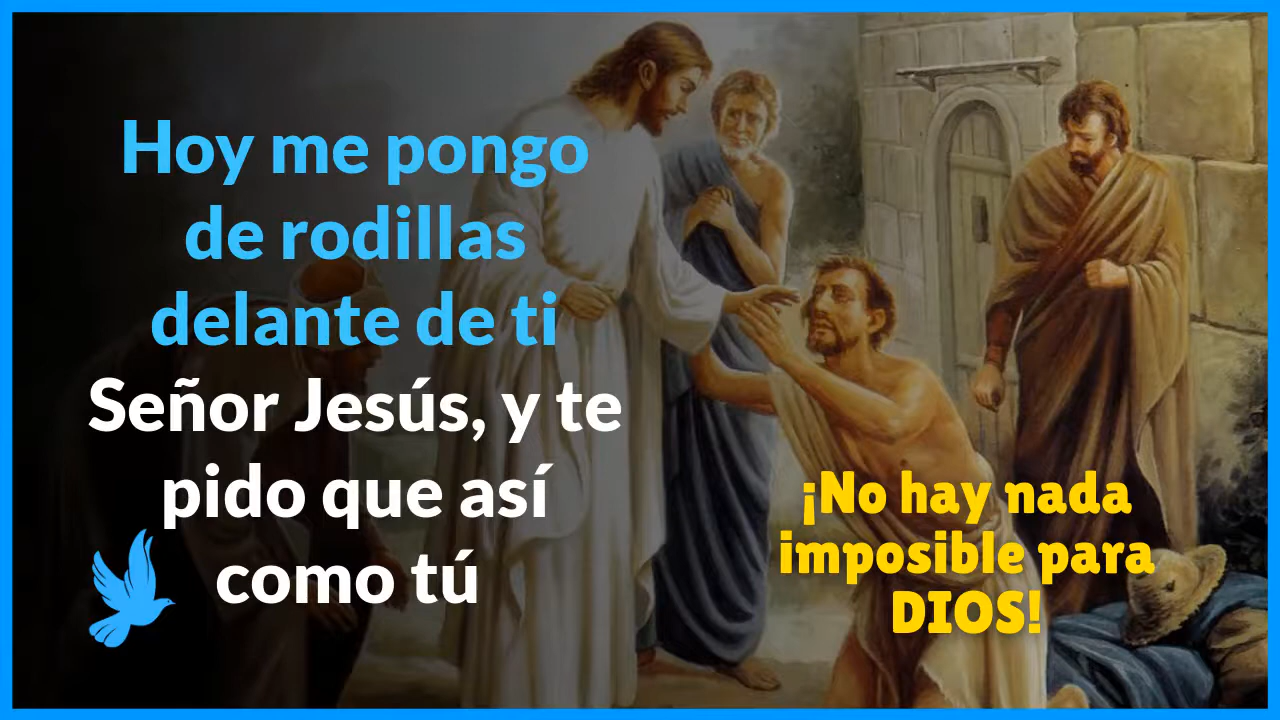 Hoy me pongo
de rodillas
delante de ti
Señor Jesús, y te
pido que así
como tú
¡No hay nada
imposible para
DIOS!